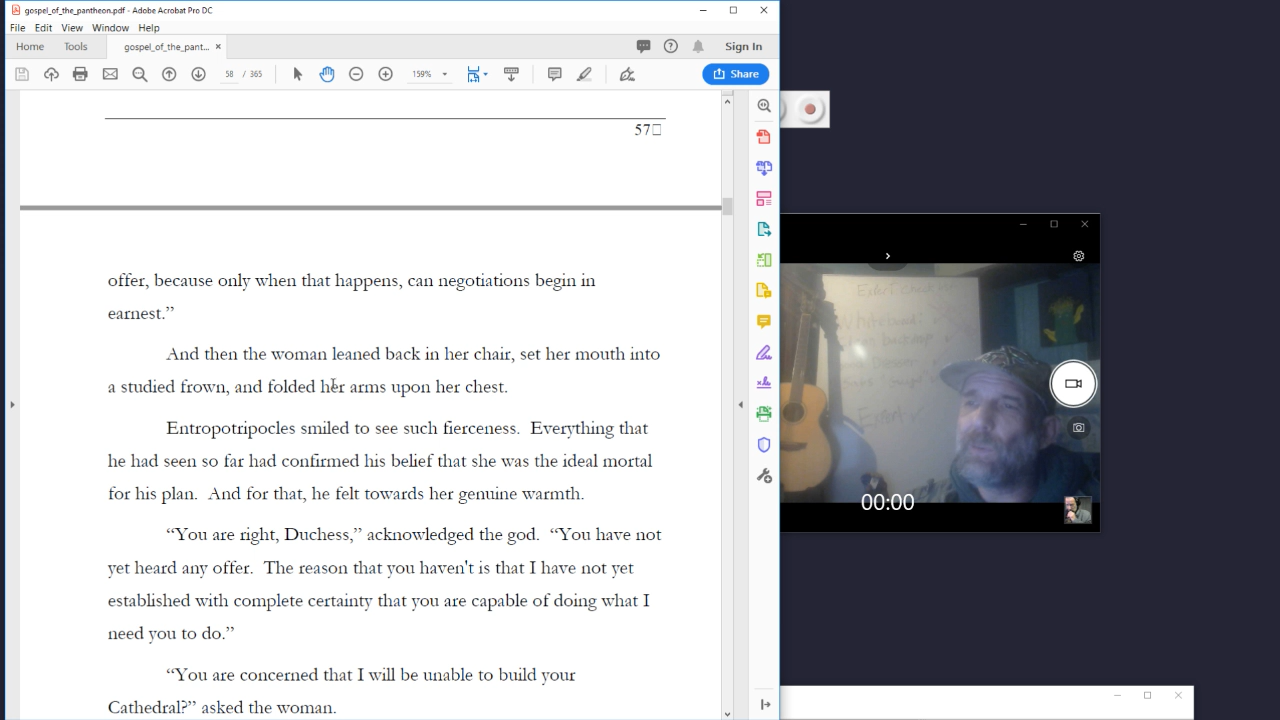 gospel_of_the_pantheon.pdf - Adobe Acrobat Pro DC
File Edit View Window Help
Home Tools gospel_of_the_pant... × Sign In
58 / 365 159% Share
57
offer, because only when that happens, can negotiations begin in
earnest.”
And then the woman leaned back in her chair, set her mouth into
a studied frown, and folded her arms upon her chest.
Entropotripocles smiled to see such fierceness. Everything that
he had seen so far had confirmed his belief that she was the ideal mortal
for his plan. And for that, he felt towards her genuine warmth.
“You are right, Duchess,” acknowledged the god. “You have not
yet heard any offer. The reason that you haven't is that I have not yet
established with complete certainty that you are capable of doing what I
need you to do.”
“You are concerned that I will be unable to build your
Cathedral?” asked the woman.
00:00